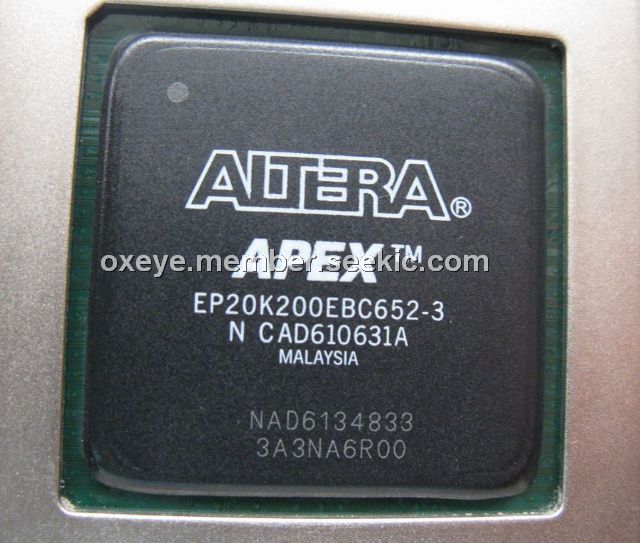 ALTERA®
APEX™
oxeye.member.seekic.com
EP20K200EBC652-3
N CAD610631A
MALAYSIA
NAD6134833
3A3NA6R00